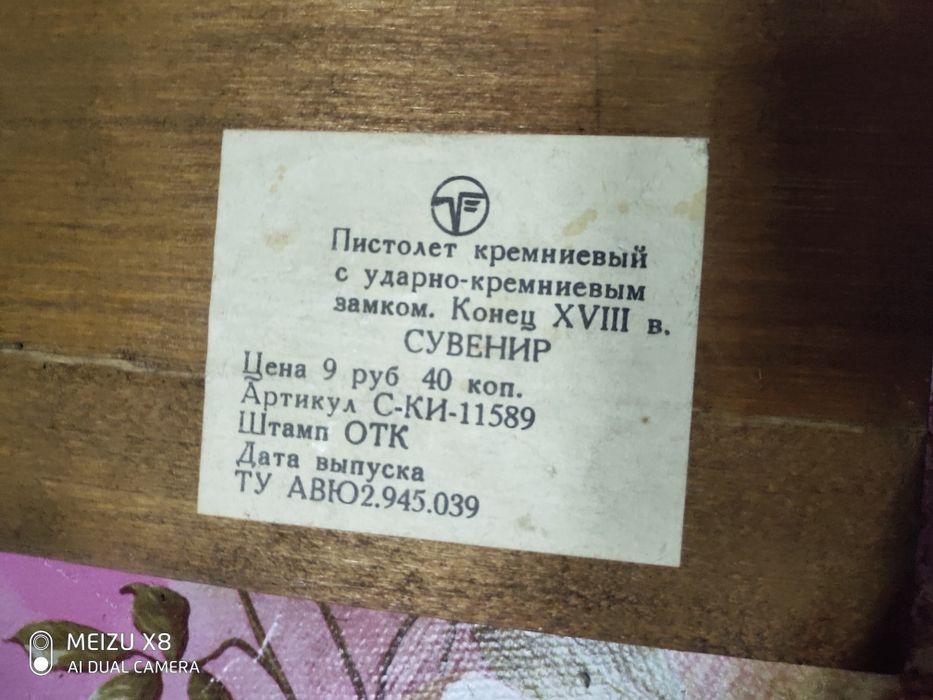 Пистолет кремниевый
с ударно-кремниевым
замком. Конец XVIII в.
СУВЕНИР
Цена 9 руб 40 коп.
Артикул С-КИ-11589
Штамп ОТК
Дата выпуска
ТУ АВЮ2.945.039
MEIZU X8
AI DUAL CAMERA